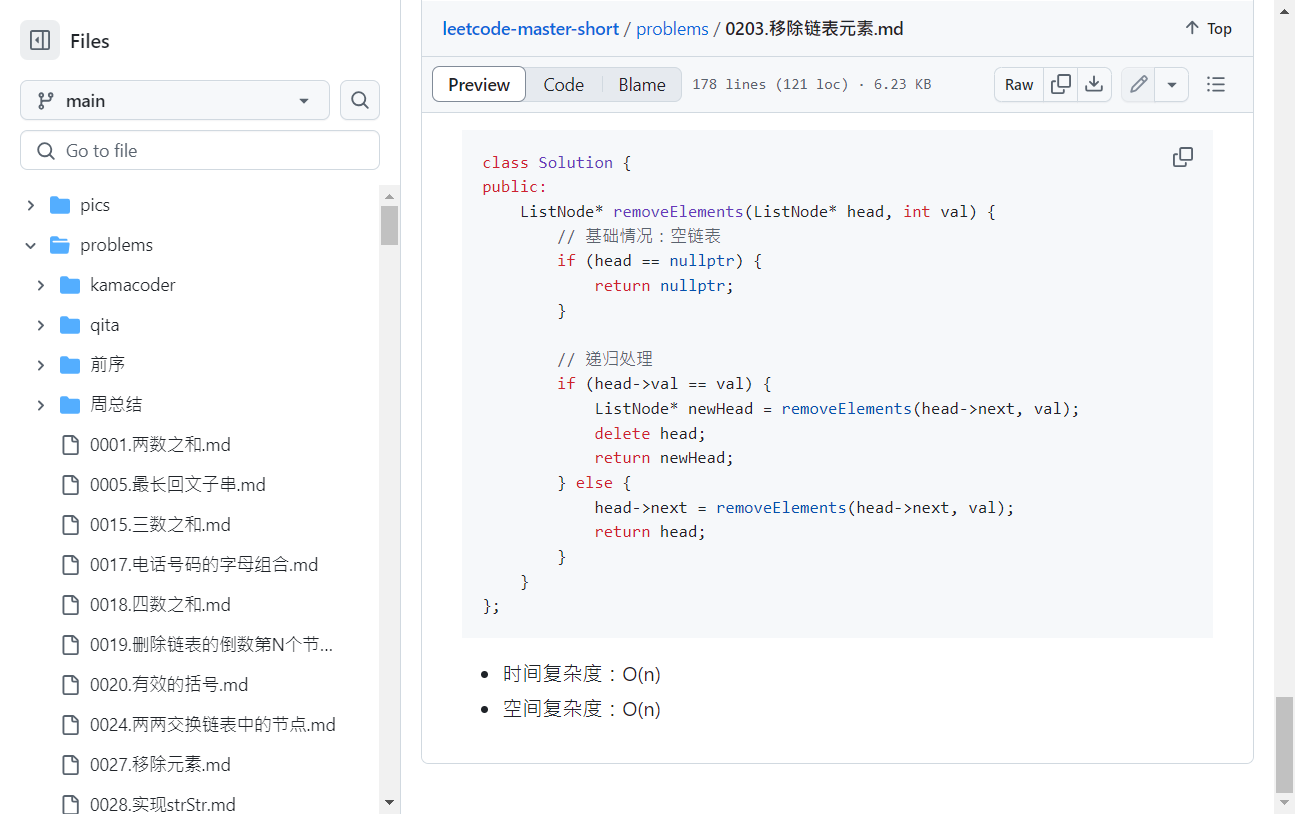 Files
main
Go to file
pics
problems
kamacoder
qita
前序
周总结
0001.两数之和.md
0005.最长回文子串.md
0015.三数之和.md
0017.电话号码的字母组合.md
0018.四数之和.md
0019.删除链表的倒数第N个节...
0020.有效的括号.md
0024.两两交换链表中的节点.md
0027.移除元素.md
0028.实现strStr.md
leetcode-master-short / problems / 0203.移除链表元素.md
Top
Preview Code Blame 178 lines (121 loc) · 6.23 KB Raw
class Solution {
public:
    ListNode* removeElements(ListNode* head, int val) {
        // 基础情况：空链表
        if (head == nullptr) {
            return nullptr;
        }

        // 递归处理
        if (head->val == val) {
            ListNode* newHead = removeElements(head->next, val);
            delete head;
            return newHead;
        } else {
            head->next = removeElements(head->next, val);
            return head;
        }
    }
};
• 时间复杂度：O(n)
• 空间复杂度：O(n)